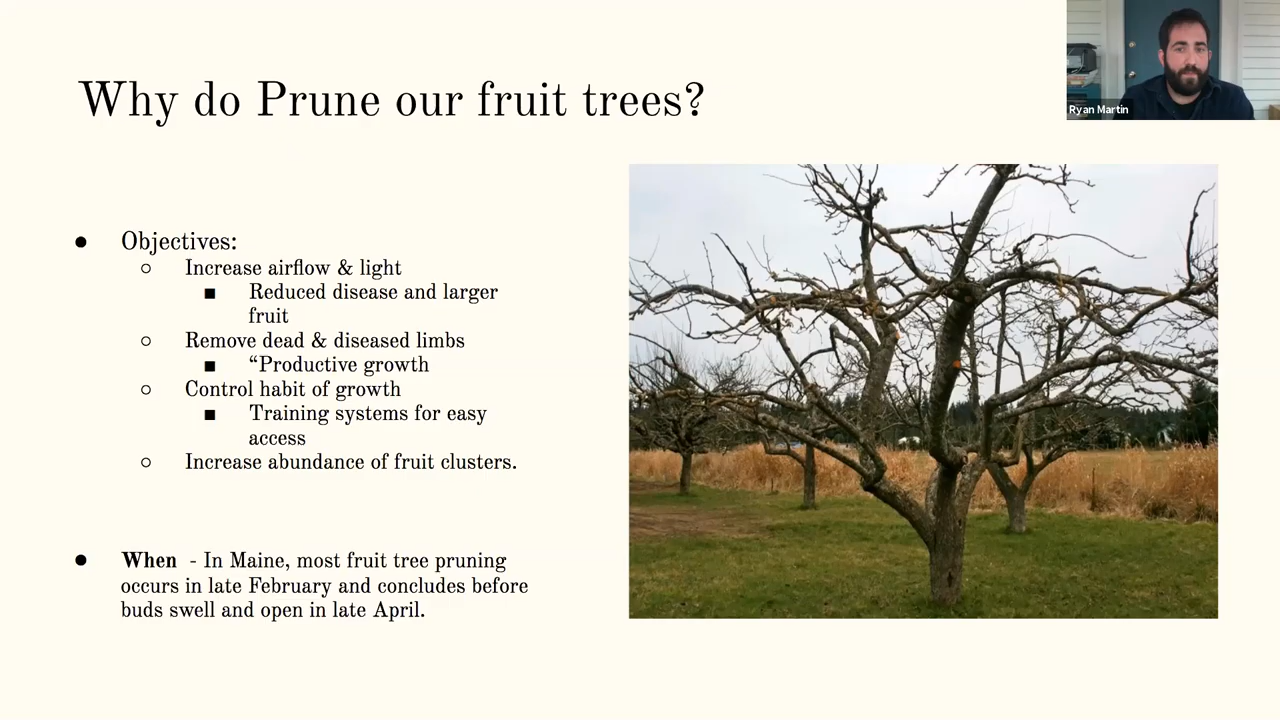 Why do Prune our fruit trees?
Ryan Martin
● Objectives:
○ Increase airflow & light
■ Reduced disease and larger
fruit
○ Remove dead & diseased limbs
■ “Productive growth
○ Control habit of growth
■ Training systems for easy
access
○ Increase abundance of fruit clusters.
● When - In Maine, most fruit tree pruning
occurs in late February and concludes before
buds swell and open in late April.